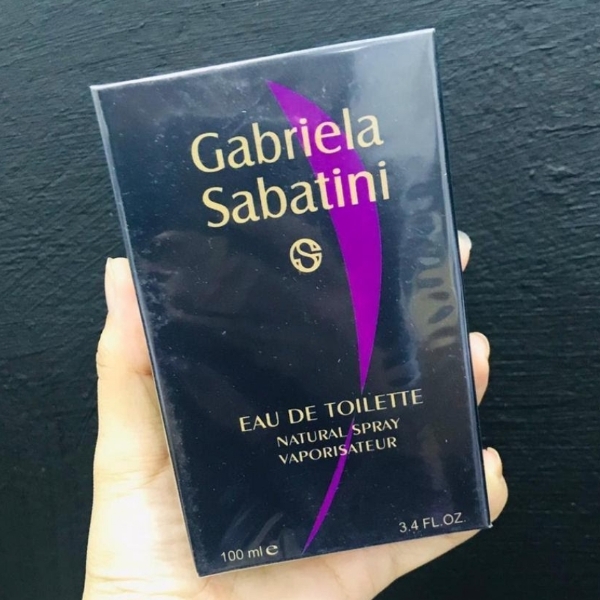 Gabriela
Sabatini
S
EAU DE TOILETTE
NATURAL SPRAY
VAPORISATEUR
100 ml e
3.4 FL.OZ.